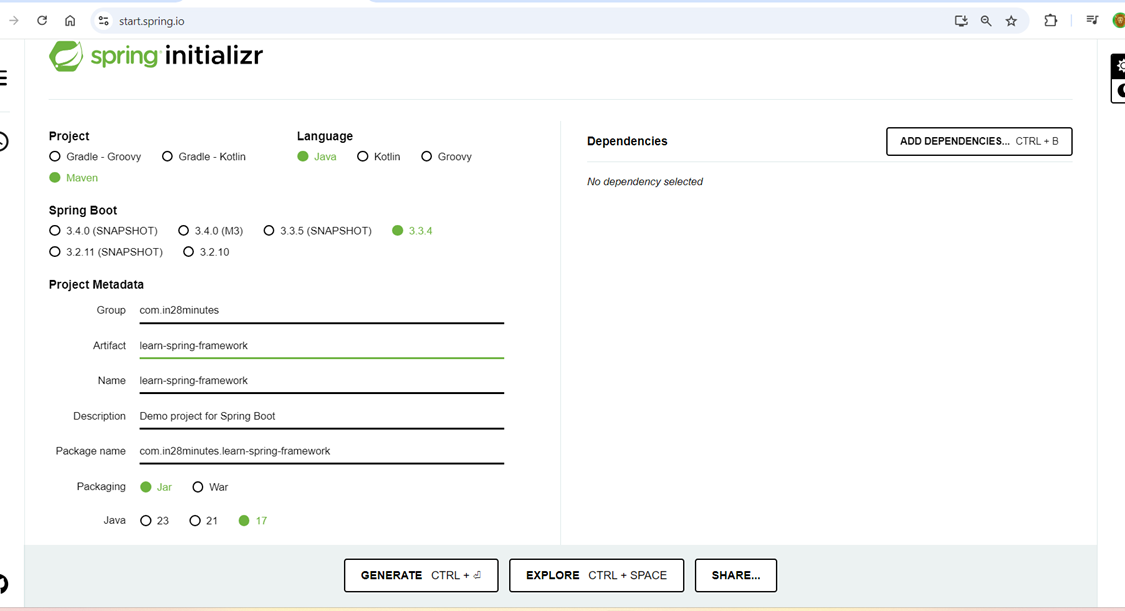 start.spring.io
spring initializr
Project
Gradle - Groovy Gradle - Kotlin
Maven
Language
Java Kotlin Groovy
Spring Boot
3.4.0 (SNAPSHOT) 3.4.0 (M3) 3.3.5 (SNAPSHOT) 3.3.4
3.2.11 (SNAPSHOT) 3.2.10
Project Metadata
Group com.in28minutes
Artifact learn-spring-framework
Name learn-spring-framework
Description Demo project for Spring Boot
Package name com.in28minutes.learn-spring-framework
Packaging Jar War
Java 23 21 17
Dependencies ADD DEPENDENCIES... CTRL + B
No dependency selected
GENERATE CTRL + ⏎ EXPLORE CTRL + SPACE SHARE...